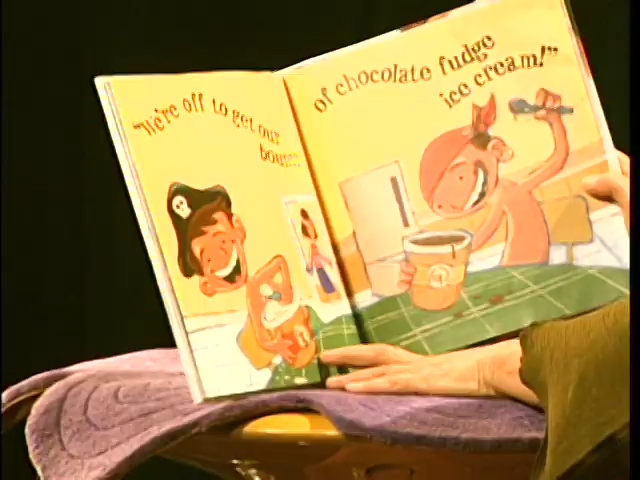 "We're off to get our
of chocolate fudge
ice cream!"